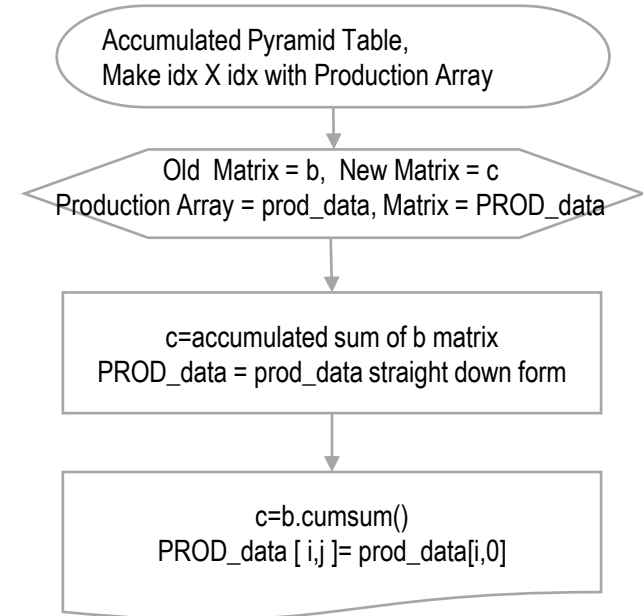 Accumulated Pyramid Table,
Make idx X idx with Production Array
Old Matrix = b, New Matrix = c
Production Array = prod_data, Matrix = PROD_data
c=accumulated sum of b matrix
PROD_data = prod_data straight down form
c=b.cumsum()
PROD_data [ i,j ]= prod_data[i,0]